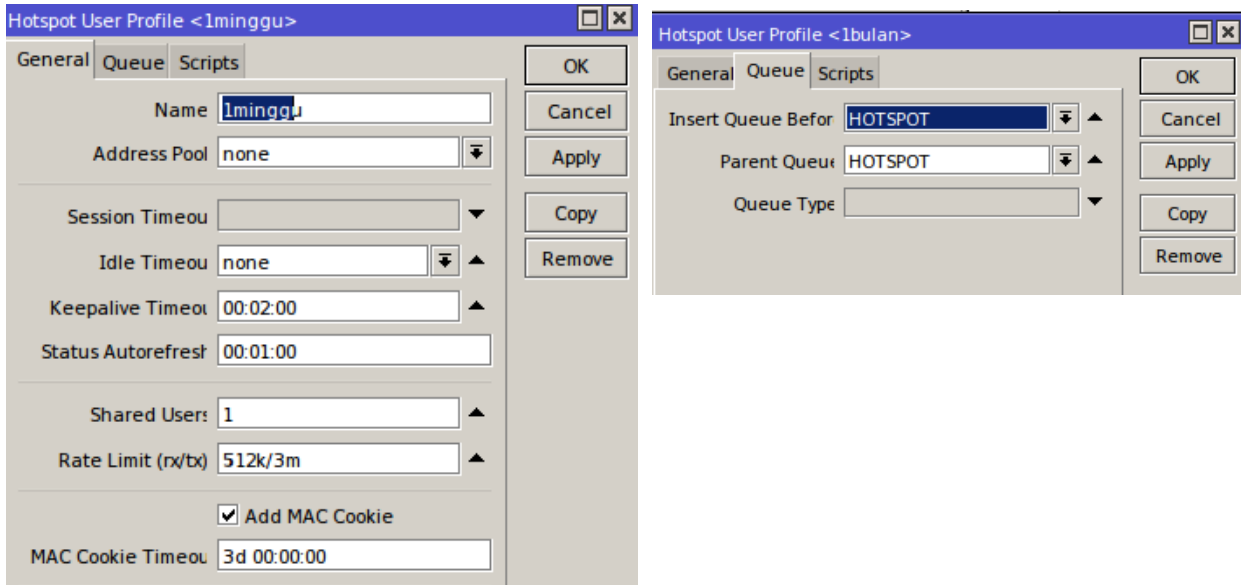 Hotspot User Profile <1minggu>
General Queue Scripts
OK
Name 1minggu
Cancel
Address Pool none
Apply
Session Timeou
Copy
Idle Timeou none
Remove
Keepalive Timeou 00:02:00
Status Autorefresh 00:01:00
Shared Users 1
Rate Limit (rx/tx) 512k/3m
Add MAC Cookie
MAC Cookie Timeou 3d 00:00:00
Hotspot User Profile <1bulan>
General Queue Scripts
OK
Insert Queue Befor HOTSPOT
Cancel
Parent Queue HOTSPOT
Apply
Queue Type
Copy
Remove